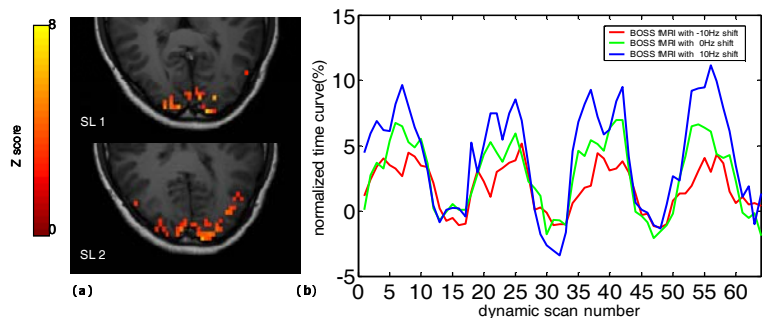 8
Z score
0
SL 1
SL 2
(a)
(b)
BOSS fMRI with -10Hz shift
BOSS fMRI with 0Hz shift
BOSS fMRI with 10Hz shift
normalized time curve(%)
15
10
5
0
-5
0 5 10 15 20 25 30 35 40 45 50 55 60
dynamic scan number